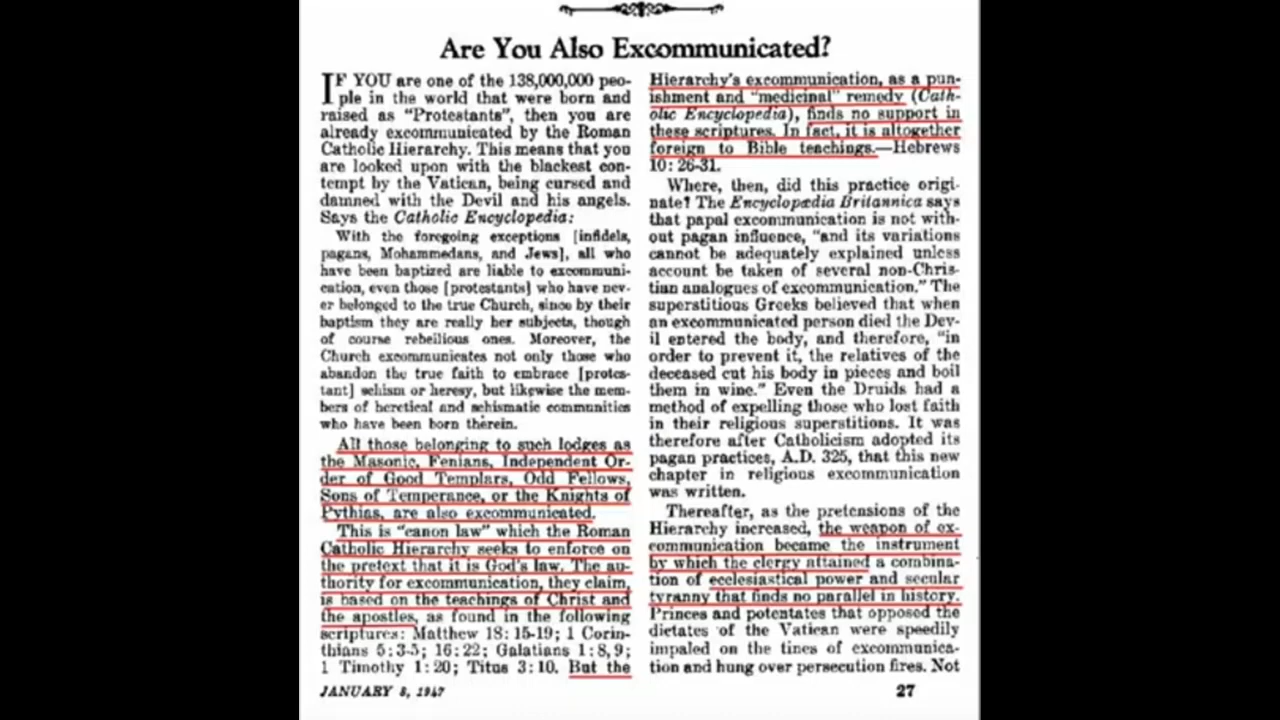 Are You Also Excommunicated?
IF YOU are one of the 138,000,000 peo-
ple in the world that were born and
raised as "Protestants", then you are
already excommunicated by the Roman
Catholic Hierarchy. This means that you
are looked upon with the blackest con-
tempt by the Vatican, being cursed and
damned with the Devil and his angels.
Says the Catholic Encyclopedia:
With the foregoing exceptions [infidels,
pagans, Mohammedans, and Jews], all who
have been baptized are liable to excommuni-
cation, even those [protestants] who have nev-
er belonged to the true Church, since by their
baptism they are really her subjects, though
of course rebellious ones. Moreover, the
Church excommunicates not only those who
abandon the true faith to embrace [protes-
tant] schism or heresy, but likewise the mem-
bers of heretical and schismatic communities
who have been born therein.
All those belonging to such lodges as
the Masonic, Fenians, Independent Or-
der of Good Templars, Odd Fellows,
Sons of Temperance, or the Knights of
Pythias, are also excommunicated.
This is "canon law" which the Roman
Catholic Hierarchy seeks to enforce on
the pretext that it is God's law. The au-
thority for excommunication, they claim,
is based on the teachings of Christ and
the apostles, as found in the following
scriptures: Matthew 18:15-19; 1 Corin-
thians 5:3-5; 16:22; Galatians 1:8,9;
1 Timothy 1:20; Titus 3:10. But the
JANUARY 8, 1947
Hierarchy's excommunication, as a pun-
ishment and "medicinal" remedy (Cath-
olic Encyclopedia), finds no support in
these scriptures. In fact, it is altogether
foreign to Bible teachings.—Hebrews
10:26-31.
Where, then, did this practice origi-
nate? The Encyclopædia Britannica says
that papal excommunication is not with-
out pagan influence, "and its variations
cannot be adequately explained unless
account be taken of several non-Chris-
tian analogues of excommunication." The
superstitious Greeks believed that when
an excommunicated person died the Dev-
il entered the body, and therefore, "in
order to prevent it, the relatives of the
deceased cut his body in pieces and boil
them in wine." Even the Druids had a
method of expelling those who lost faith
in their religious superstitions. It was
therefore after Catholicism adopted its
pagan practices, A.D. 325, that this new
chapter in religious excommunication
was written.
Thereafter, as the pretensions of the
Hierarchy increased, the weapon of ex-
communication became the instrument
by which the clergy attained a combina-
tion of ecclesiastical power and secular
tyranny that finds no parallel in history.
Princes and potentates that opposed the
dictates of the Vatican were speedily
impaled on the tines of excommunica-
tion and hung over persecution fires. Not
27